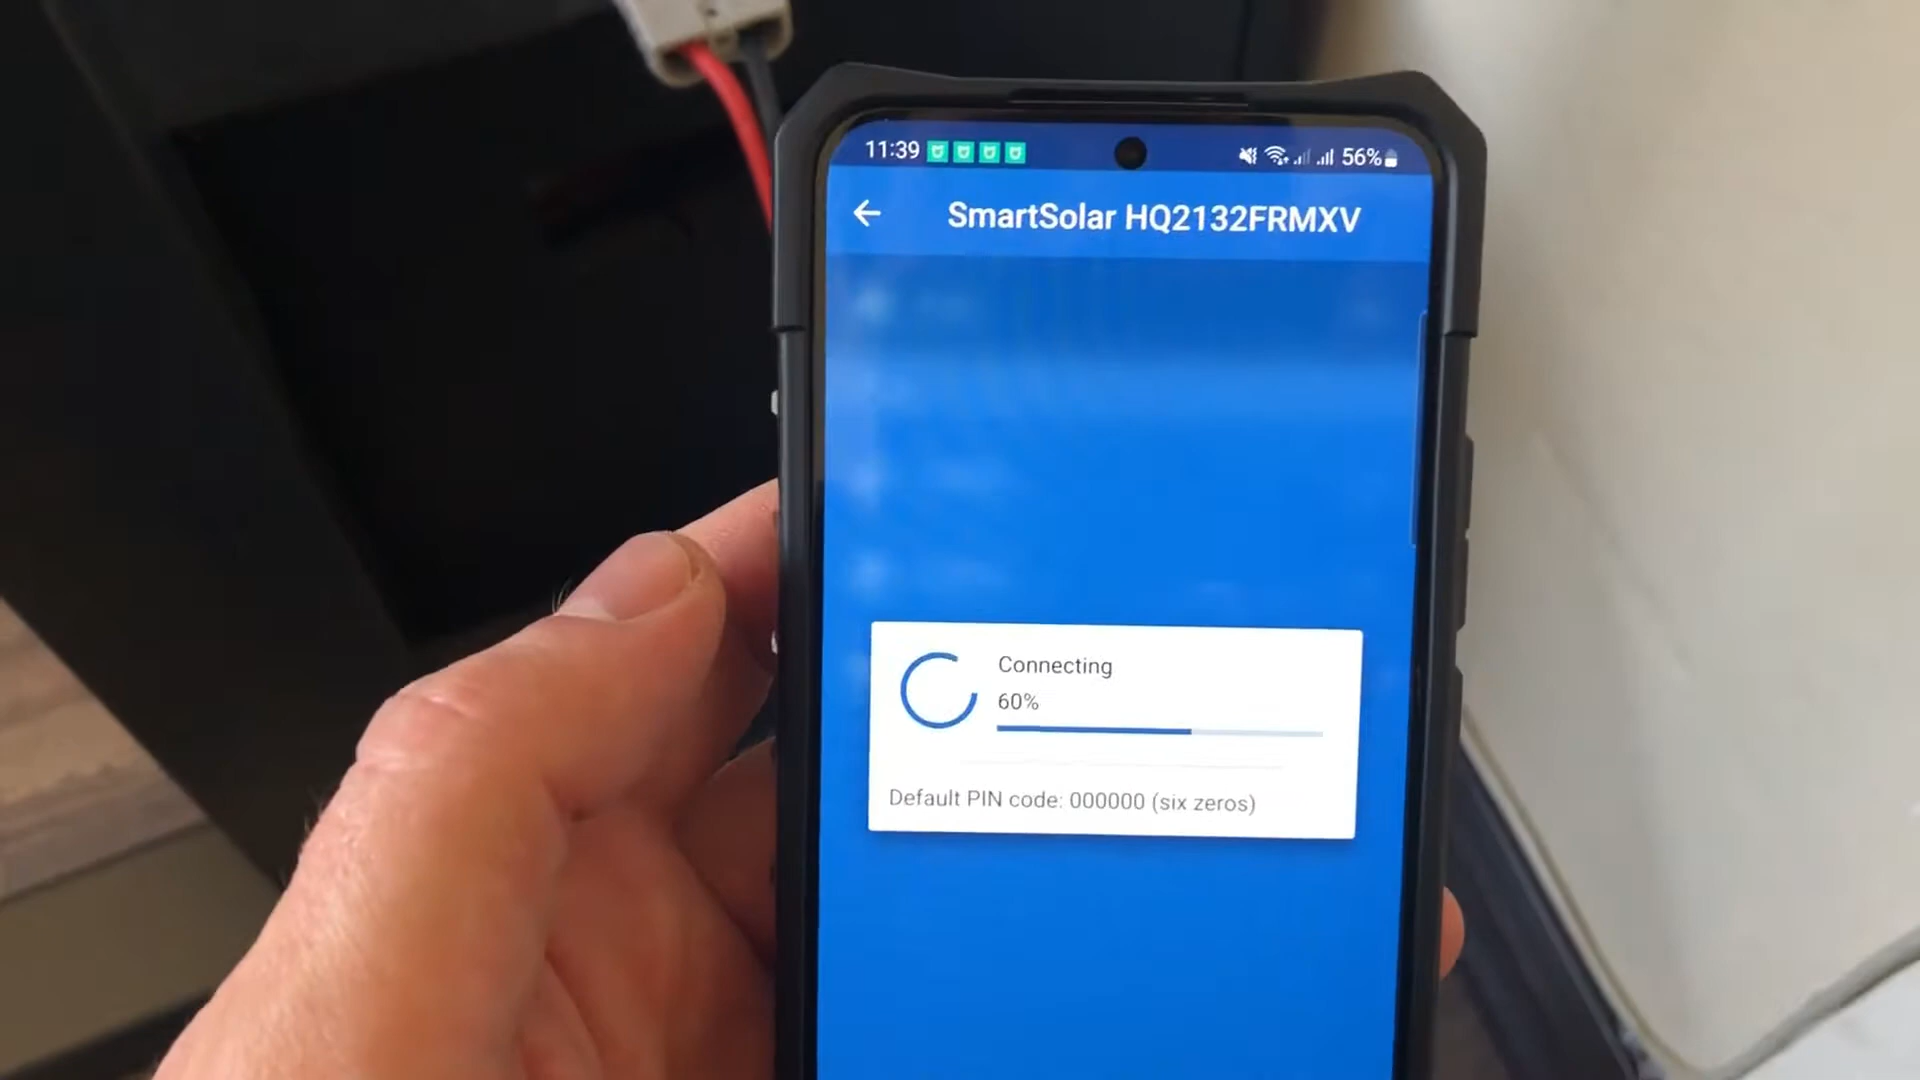 11:39
56%
SmartSolar HQ2132FRMXV
Connecting
60%
Default PIN code: 000000 (six zeros)